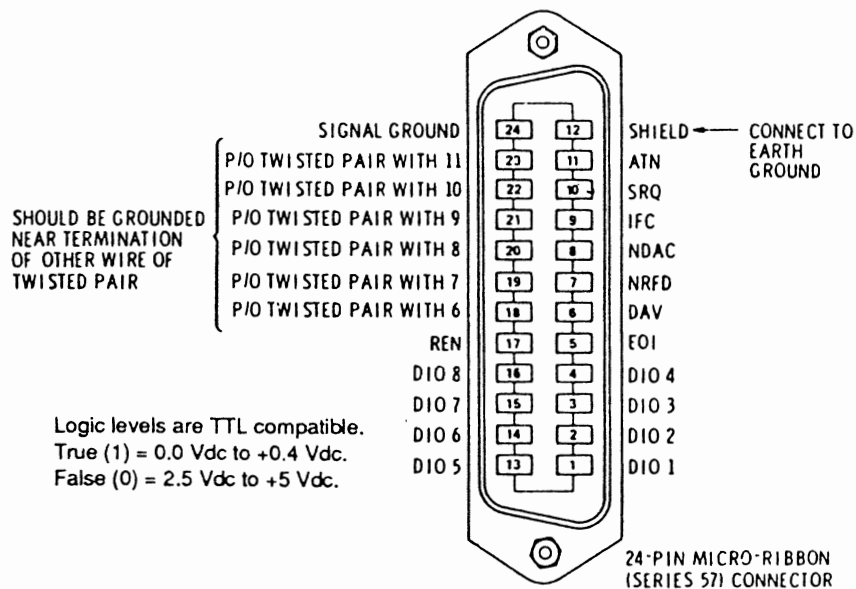 SIGNAL GROUND 24 12 SHIELD CONNECT TO EARTH GROUND
P/O TWISTED PAIR WITH 11 23 11 ATN
P/O TWISTED PAIR WITH 10 22 10 SRQ
P/O TWISTED PAIR WITH 9 21 9 IFC
P/O TWISTED PAIR WITH 8 20 8 NDAC
P/O TWISTED PAIR WITH 7 19 7 NRFD
P/O TWISTED PAIR WITH 6 18 6 DAV
SHOULD BE GROUNDED
NEAR TERMINATION
OF OTHER WIRE OF
TWISTED PAIR
REN 17 5 EOI
DIO 8 16 4 DIO 4
DIO 7 15 3 DIO 3
DIO 6 14 2 DIO 2
DIO 5 13 1 DIO 1
Logic levels are TTL compatible.
True (1) = 0.0 Vdc to +0.4 Vdc.
False (0) = 2.5 Vdc to +5 Vdc.
24-PIN MICRO-RIBBON
(SERIES 57) CONNECTOR